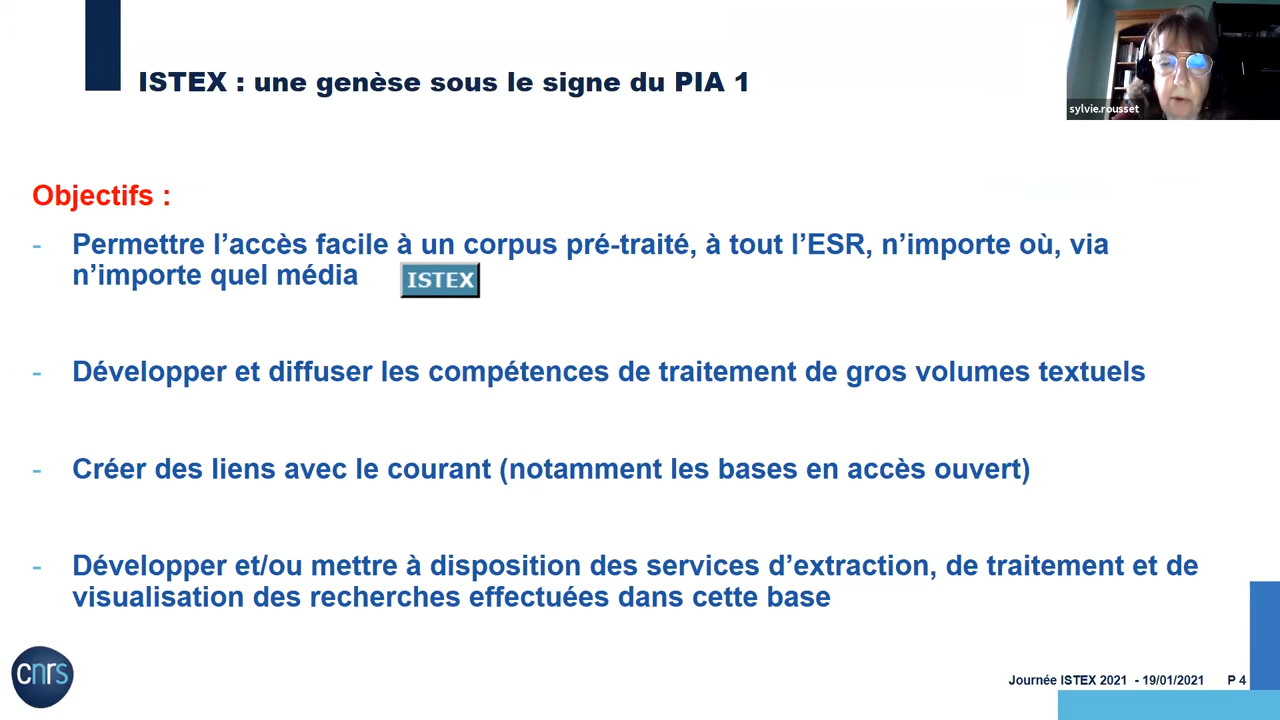 ISTEX : une genèse sous le signe du PIA 1
sylvie.rousset
Objectifs :
- Permettre l’accès facile à un corpus pré-traité, à tout l’ESR, n’importe où, via
n’importe quel média
ISTEX
- Développer et diffuser les compétences de traitement de gros volumes textuels
- Créer des liens avec le courant (notamment les bases en accès ouvert)
- Développer et/ou mettre à disposition des services d’extraction, de traitement et de
visualisation des recherches effectuées dans cette base
cnrs
Journée ISTEX 2021 - 19/01/2021 P 4